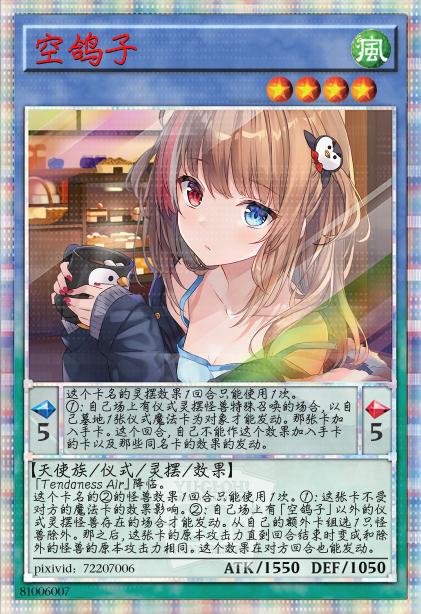 空鸽子
風
这个卡名的灵摆效果1回合只能使用1次。
①：自己场上有仪式灵摆怪兽特殊召唤的场合，以自
己墓地1张仪式魔法卡为对象才能发动。那张卡加
入手卡。这个回合，自己不能作这个效果加入手卡
的卡以及那些同名卡的效果的发动。
5
5
【天使族/仪式/灵摆/效果】
「Tendaness Air」降临。
这个卡名的②的怪兽效果1回合只能使用1次。①：这张卡不受
对方的魔法卡的效果影响。②：自己场上有「空鸽子」以外的仪
式灵摆怪兽存在的场合才能发动。从自己的额外卡组选1只怪
兽除外。那之后，这张卡的原本攻击力直到回合结束时变成和除
外的怪兽的原本攻击力相同。这个效果在对方回合也能发动。
YU-GI-OH!
pixivid: 72207006
ATK/1550 DEF/1050
81006007